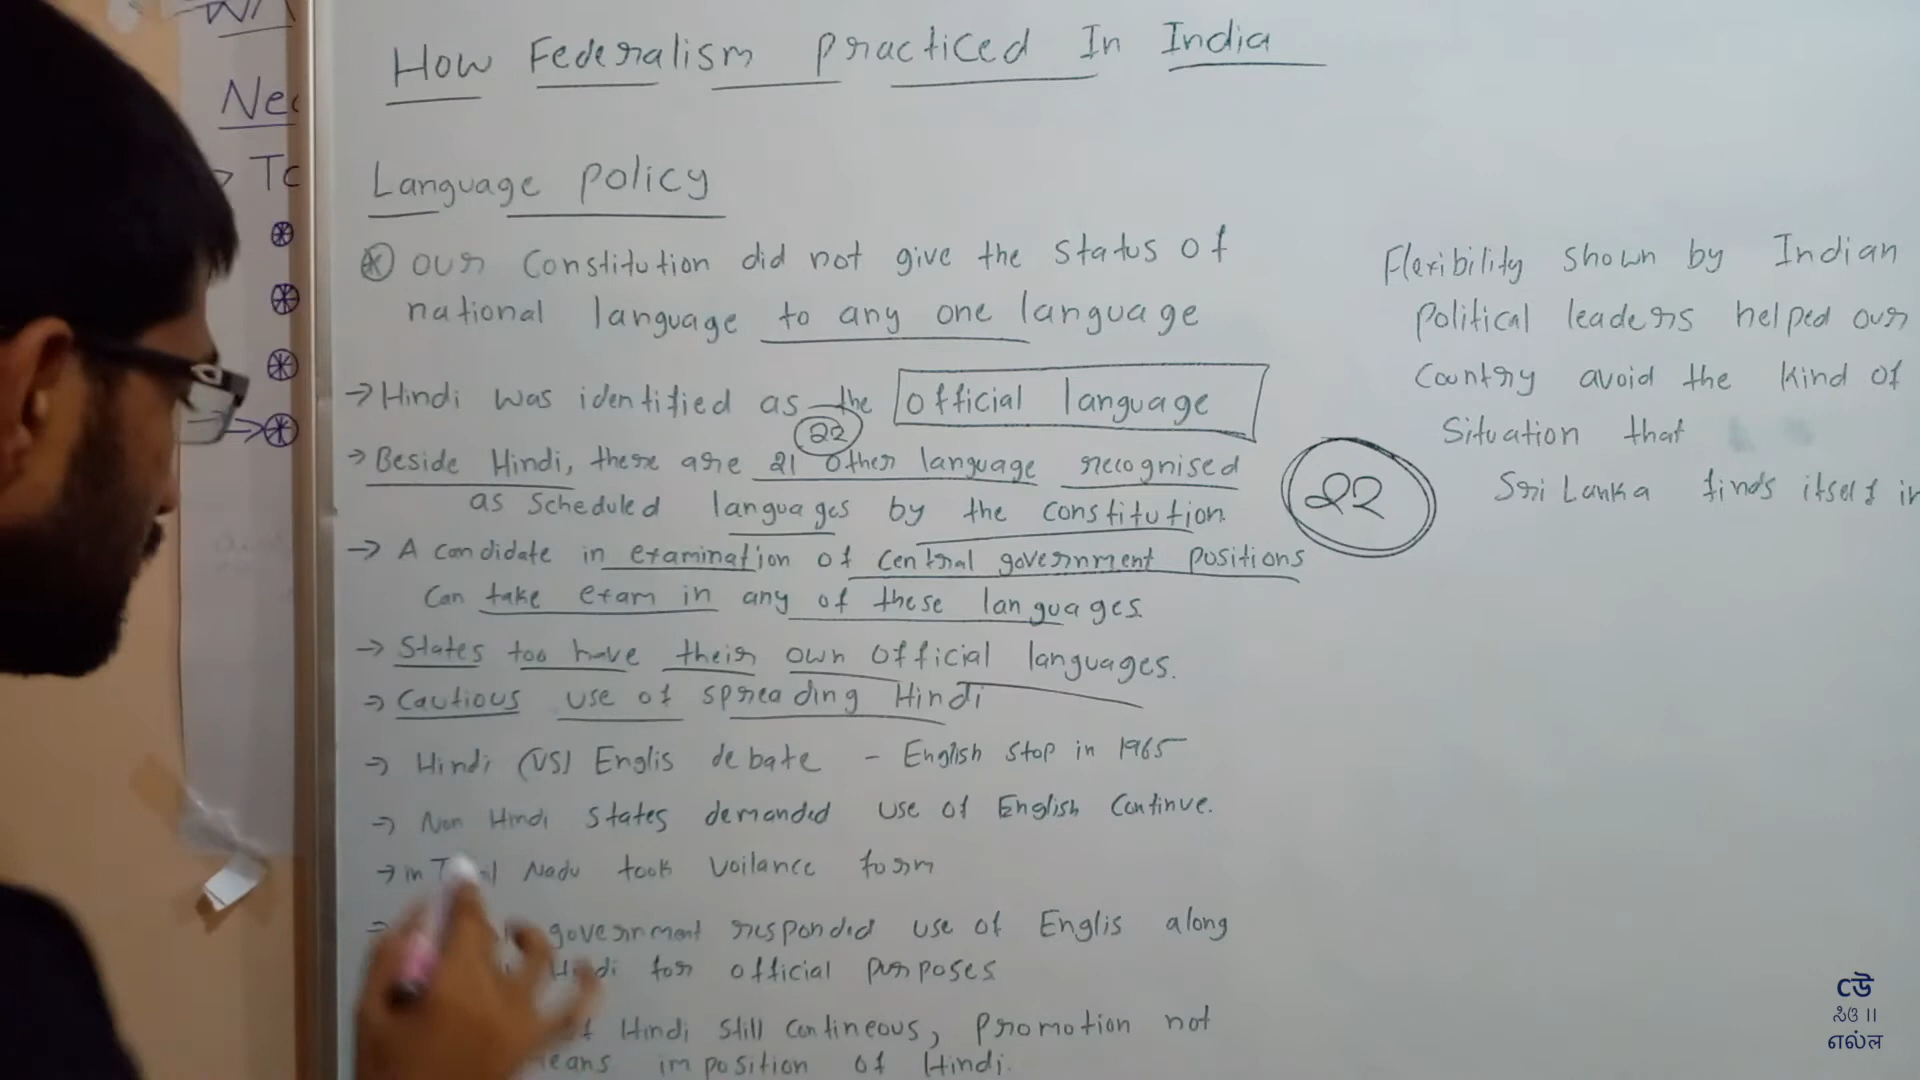 How Federalism Practiced In India
Nec
Tc
Language policy
our Constitution did not give the Status of
national language to any one language
→ Hindi was identified as the official language
22
→ Beside Hindi, there are 21 other language recognised
as Scheduled languages by the constitution
→ A candidate in examination of Central government positions
Can take exam in any of these languages.
→ States too have their own official languages.
→ Cautious use of spreading Hindi
→ Hindi (VS) Englis debate - English Stop in 1965
→ Non Hindi States demanded use of English Continue.
→ in Nadu took Voilance form
government responded use of Englis along
Hindi for official purposes
Hindi Still Contineous, Promotion not
imposition of Hindi.
Flexibility shown by Indian
political leaders helped our
Country avoid the kind of
Situation that
Sri Lanka finds itself in
22
Cউ
எல்ல